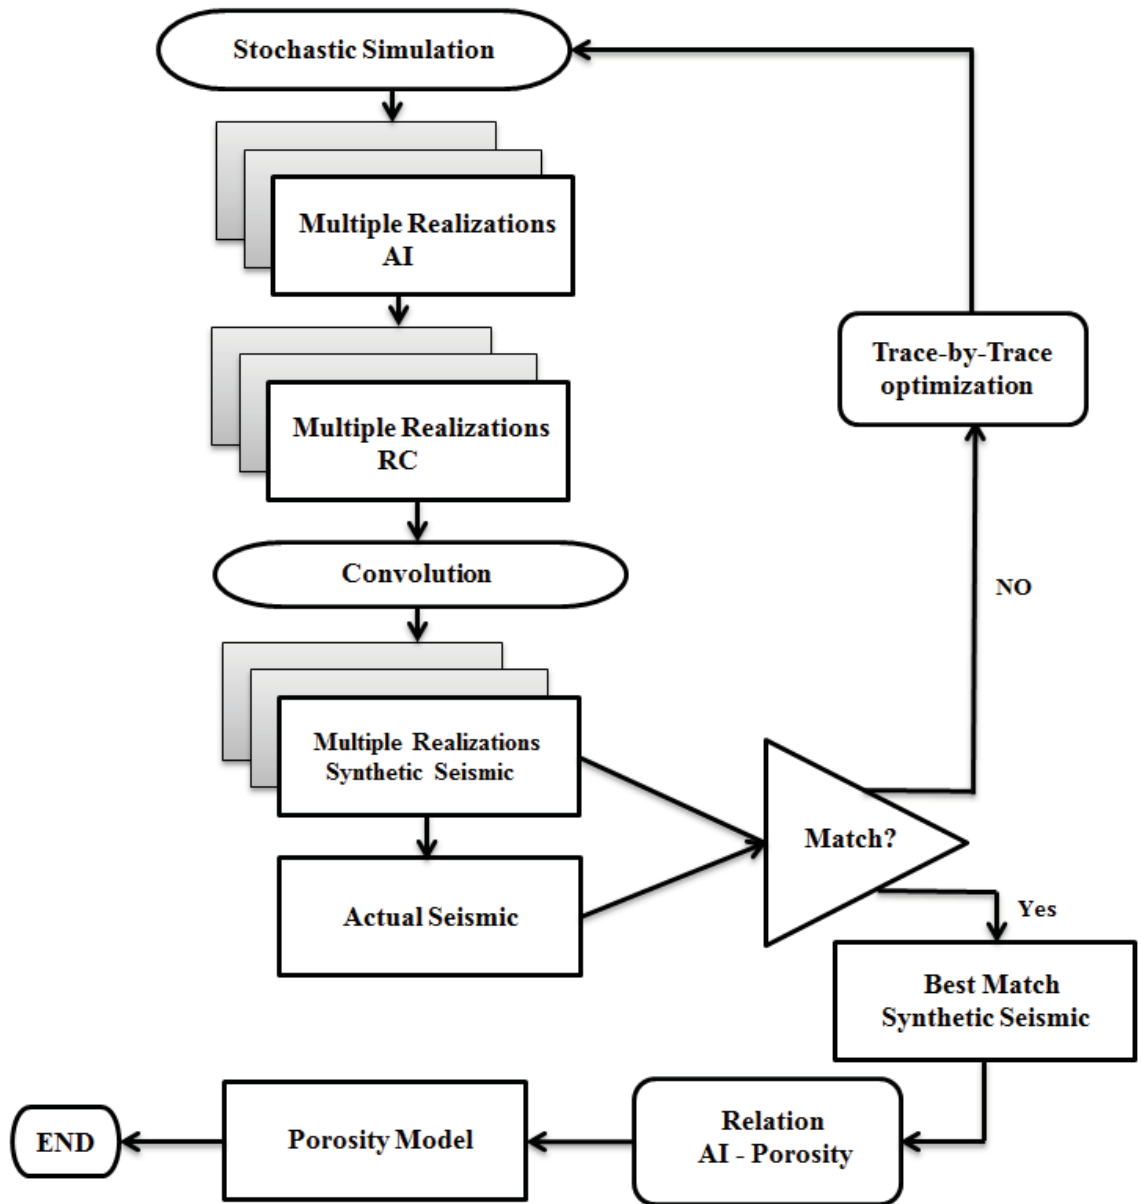 Stochastic Simulation
Multiple Realizations
AI
Multiple Realizations
RC
Trace-by-Trace
optimization
Convolution
NO
Multiple Realizations
Synthetic Seismic
Match?
Actual Seismic
Yes
Best Match
Synthetic Seismic
Relation
AI - Porosity
Porosity Model
END